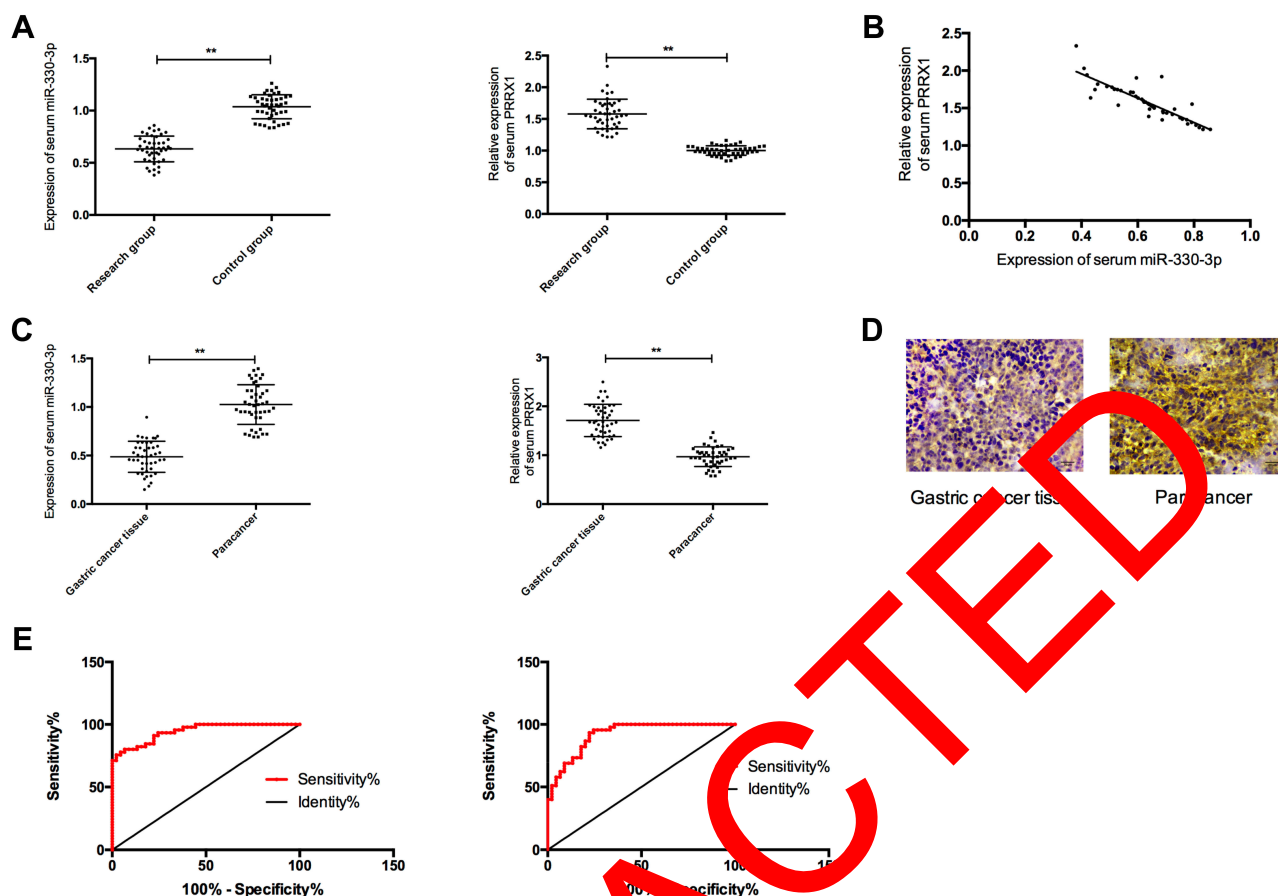 A
Expression of serum miR-330-3p
1.5
1.0
0.5
0.0
**
Research group
Control group
Relative expression
of serum PRRX1
2.5
2.0
1.5
1.0
0.5
0.0
**
Research group
Control group
B
Relative expression
of serum PRRX1
2.5
2.0
1.5
1.0
0.5
0.0
0.0 0.2 0.4 0.6 0.8 1.0
Expression of serum miR-330-3p
C
Expression of serum miR-330-3p
1.5
1.0
0.5
0.0
**
Gastric cancer tissue
Paracancer
Relative expression
of serum PRRX1
3
2
1
0
**
Gastric cancer tissue
Paracancer
D
Gastric cancer
Paracancer
E
Sensitivity%
150
100
50
0
0 50 100 150
100% - Specificity%
Sensitivity%
Identity%
Sensitivity%
150
100
50
0
0 50 100 150
Specificity%
Sensitivity%
Identity%
ACTED